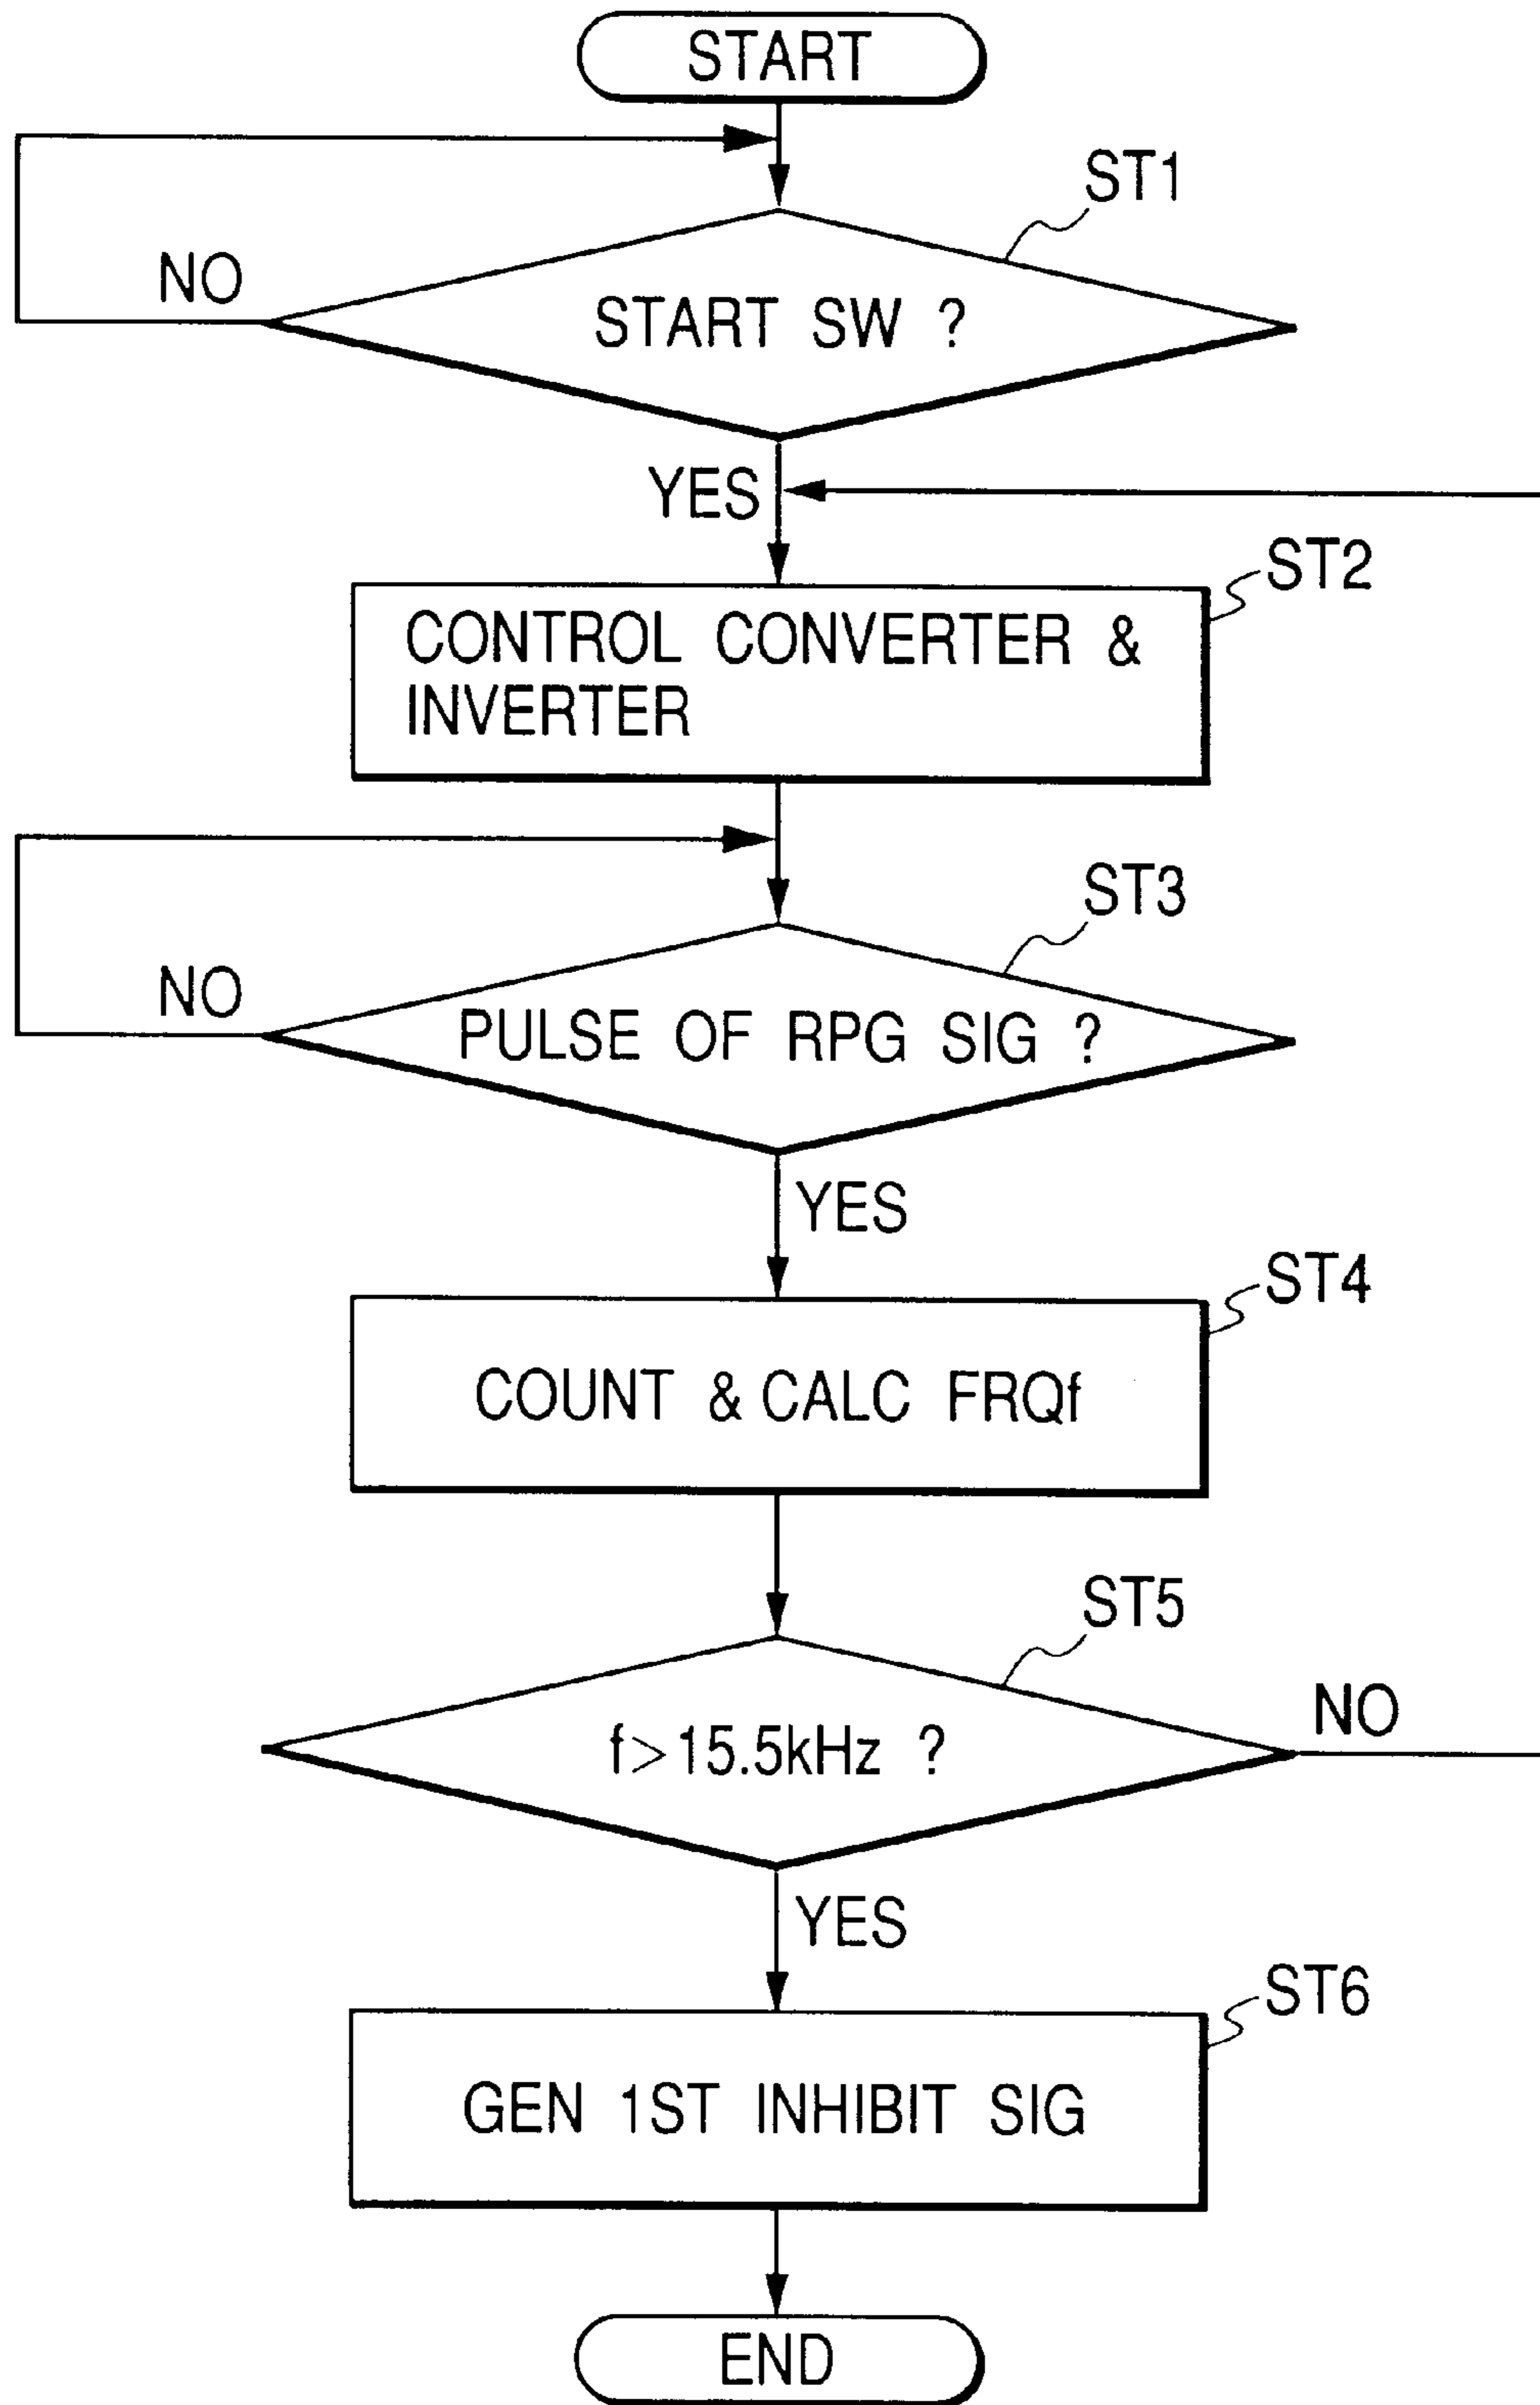 START
ST1
NO
START SW ?
YES
ST2
CONTROL CONVERTER &
INVERTER
ST3
NO
PULSE OF RPG SIG ?
YES
ST4
COUNT & CALC FRQf
ST5
NO
f>15.5kHz ?
YES
ST6
GEN 1ST INHIBIT SIG
END